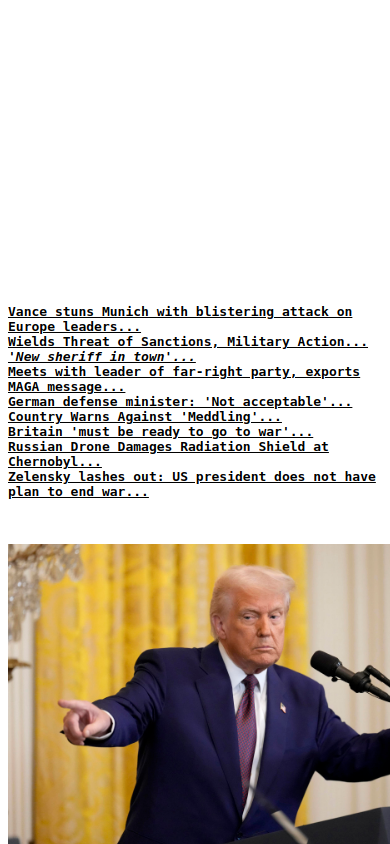 Vance stuns Munich with blistering attack on
Europe leaders...
Wields Threat of Sanctions, Military Action...
'New sheriff in town'...
Meets with leader of far-right party, exports
MAGA message...
German defense minister: 'Not acceptable'...
Country Warns Against 'Meddling'...
Britain 'must be ready to go to war'...
Russian Drone Damages Radiation Shield at
Chernobyl...
Zelensky lashes out: US president does not have
plan to end war...